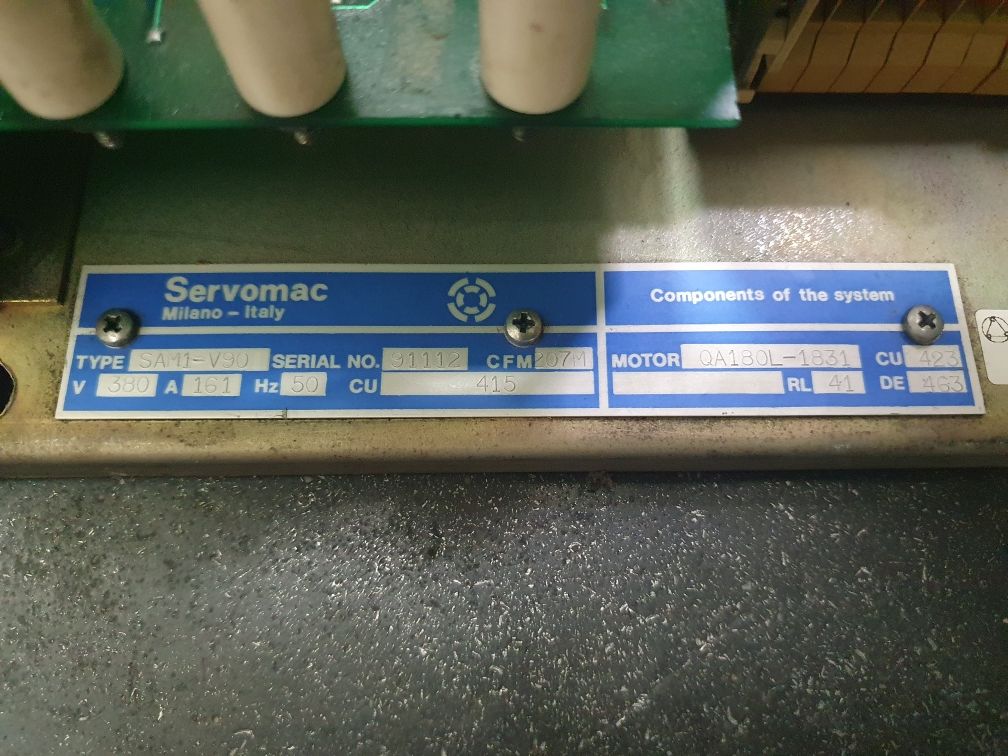 Servomac
Milano - Italy
TYPE SAM1-V90 SERIAL NO. 91112 CFM 207M
V 380 A 161 Hz 50 CU 415
Components of the system
MOTOR QA180L-1831 CU 423
RL 41 DE 463